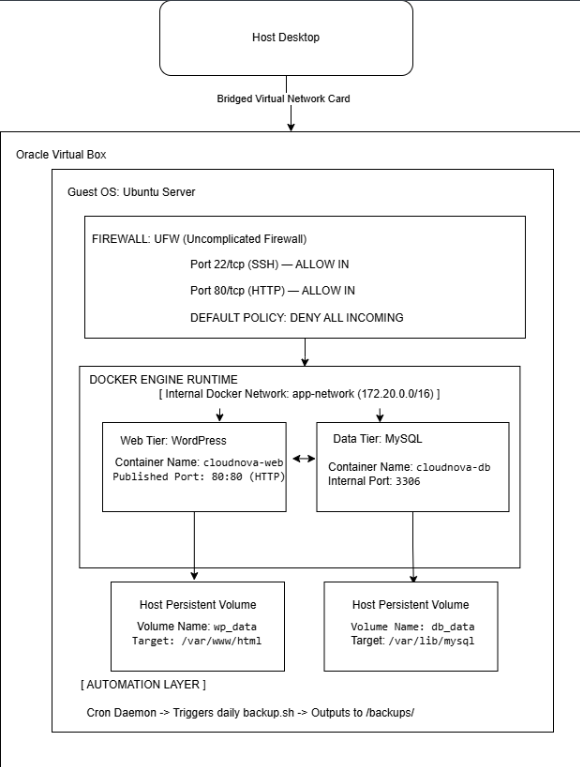 Host Desktop
Bridged Virtual Network Card
Oracle Virtual Box
Guest OS: Ubuntu Server
FIREWALL: UFW (Uncomplicated Firewall)
Port 22/tcp (SSH) — ALLOW IN
Port 80/tcp (HTTP) — ALLOW IN
DEFAULT POLICY: DENY ALL INCOMING
DOCKER ENGINE RUNTIME
[ Internal Docker Network: app-network (172.20.0.0/16) ]
Web Tier: WordPress
Container Name: cloudnova-web
Published Port: 80:80 (HTTP)
Data Tier: MySQL
Container Name: cloudnova-db
Internal Port: 3306
Host Persistent Volume
Volume Name: wp_data
Target: /var/www/html
Host Persistent Volume
Volume Name: db_data
Target: /var/lib/mysql
[ AUTOMATION LAYER ]
Cron Daemon -> Triggers daily backup.sh -> Outputs to /backups/